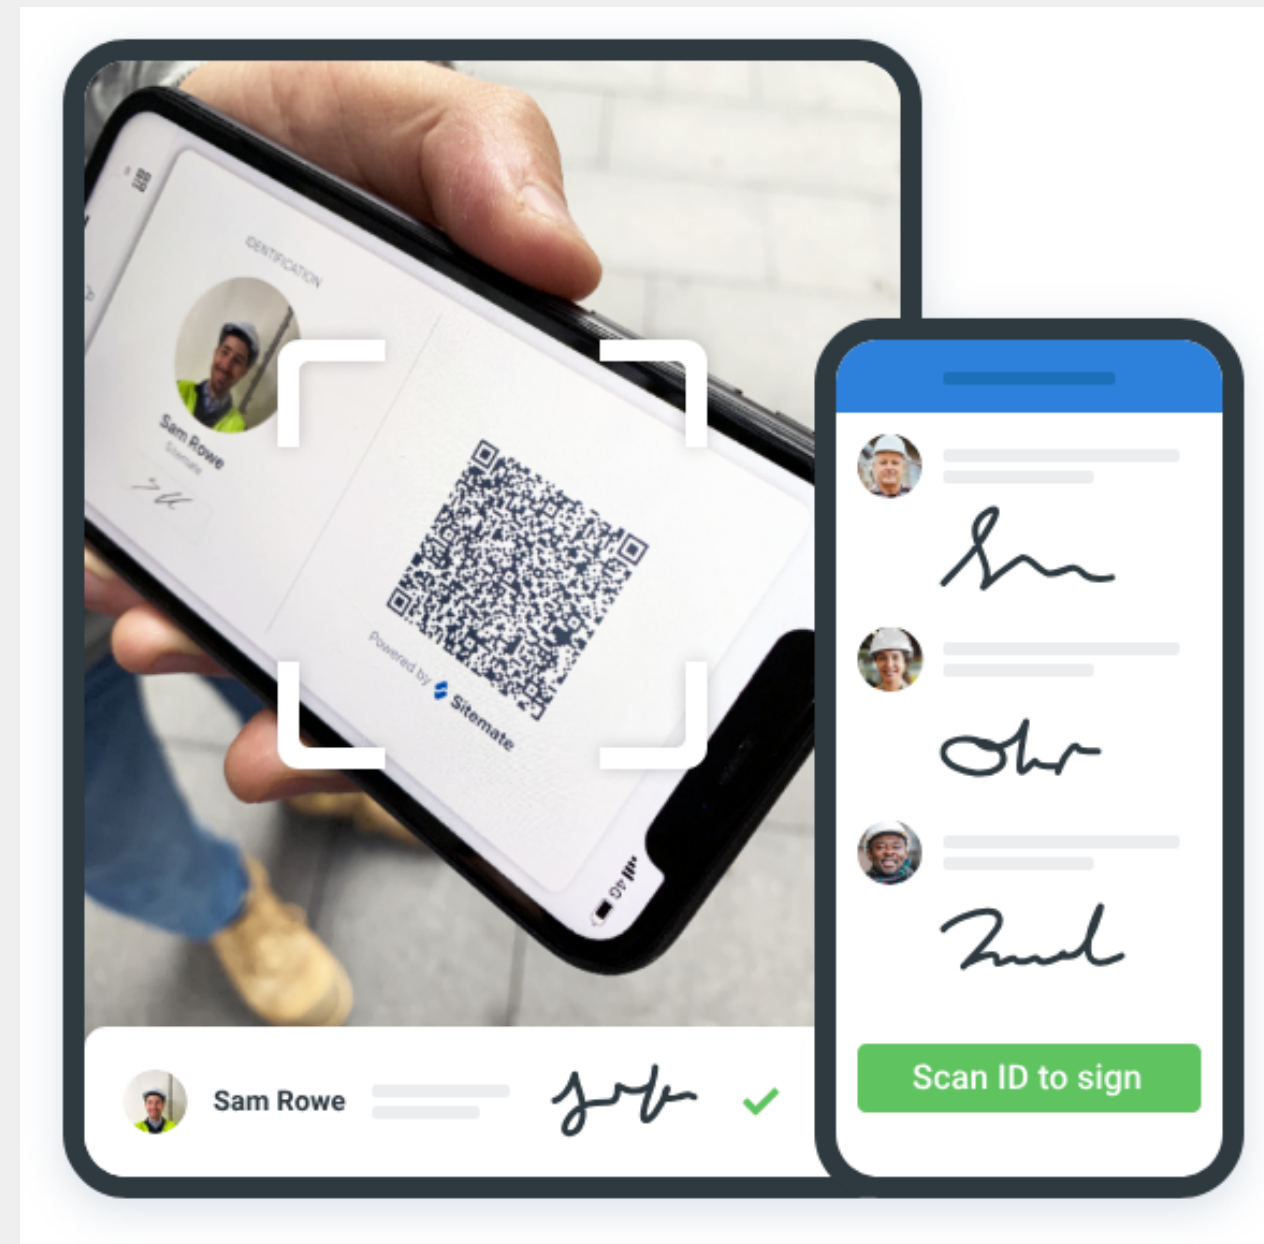 IDENTIFICATION
Sam Rowe
Sitemate
Powered by Sitemate
4G
Sam Rowe
Scan ID to sign